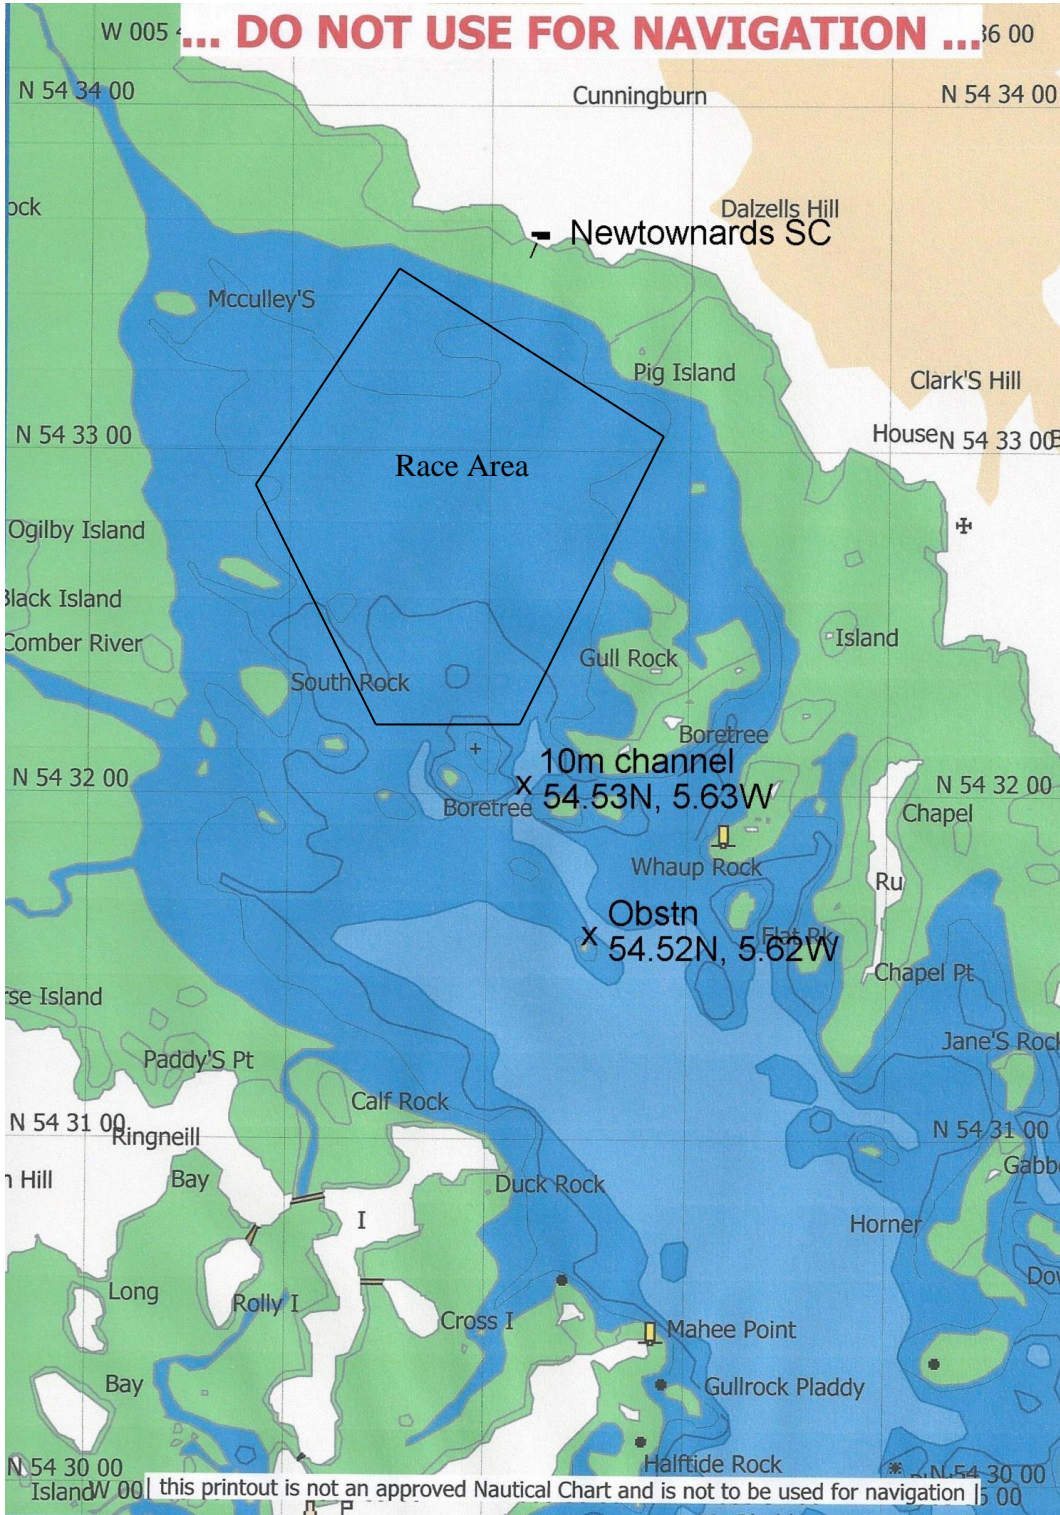 ... DO NOT USE FOR NAVIGATION ...
W 005
36 00
N 54 34 00
Cunningburn
N 54 34 00
ock
Dalzells Hill
Newtownards SC
Mcculley'S
Pig Island
Clark'S Hill
N 54 33 00
House
N 54 33 00
Race Area
Ogilby Island
Black Island
Comber River
Island
Gull Rock
South Rock
Boretree
10m channel
N 54 32 00
54.53N, 5.63W
N 54 32 00
Boretree
Chapel
Whaup Rock
Ru
Obstn
Flat Rk
54.52N, 5.62W
Chapel Pt
rse Island
Jane'S Rock
Paddy'S Pt
Calf Rock
N 54 31 00
Ringneill
N 54 31 00
Gabb
n Hill
Bay
Duck Rock
I
Horner
Long
Rolly I
Cross I
Dov
Mahee Point
Bay
Gullrock Pladdy
Halftide Rock
N 54 30 00
N 54 30 00
Island
W 00
| this printout is not an approved Nautical Chart and is not to be used for navigation |
5 00
P